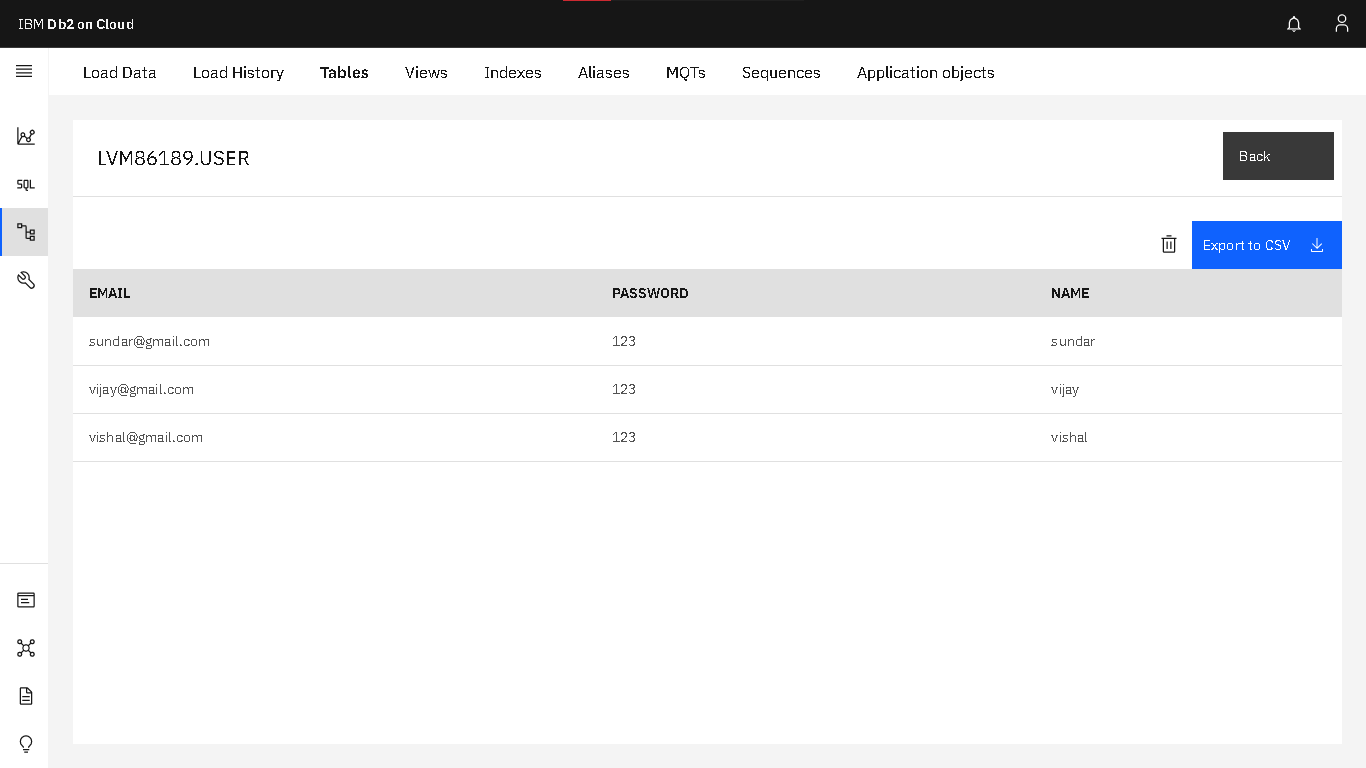 IBM Db2 on Cloud
Load Data Load History Tables Views Indexes Aliases MQTs Sequences Application objects
SQL
LVM86189.USER
Back
Export to CSV
EMAIL PASSWORD NAME
sundar@gmail.com 123 sundar
vijay@gmail.com 123 vijay
vishal@gmail.com 123 vishal